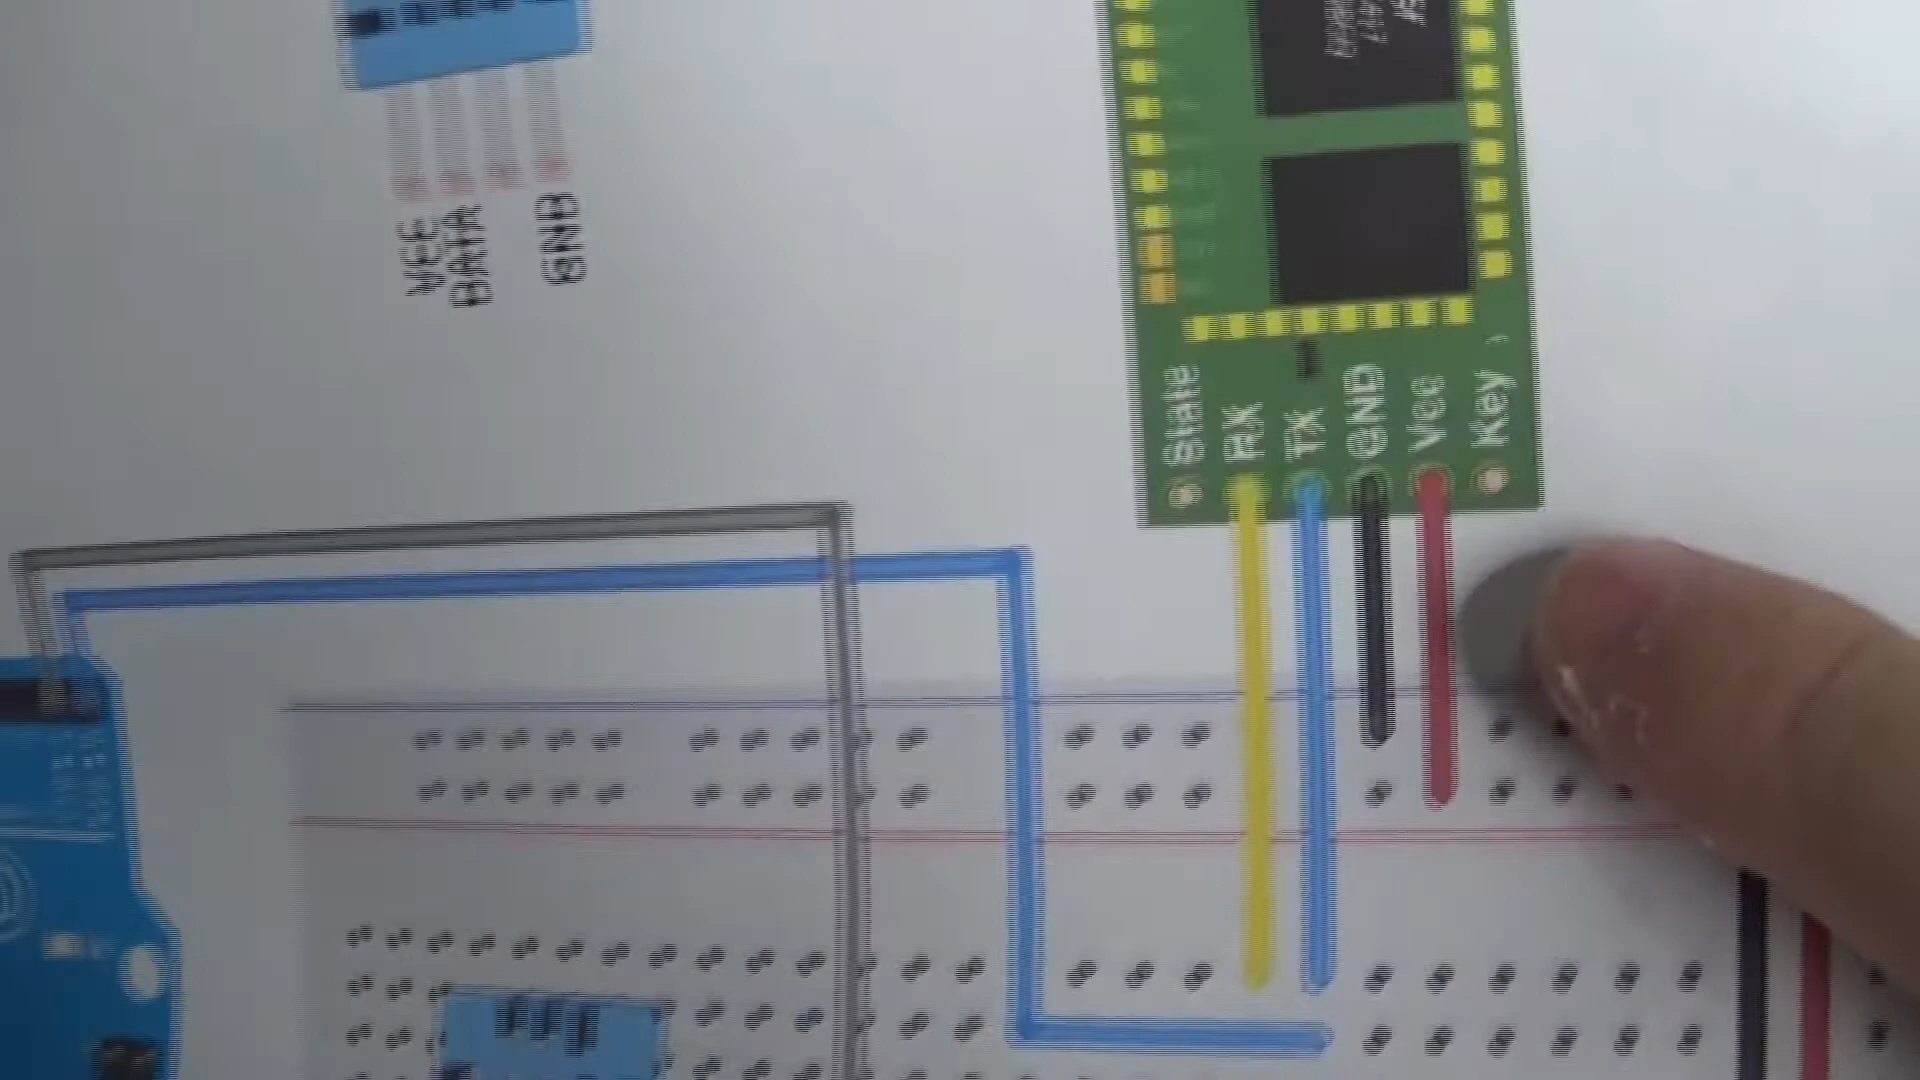 VCC
DATA
GND
State
RX
TX
GND
Vcc
Key